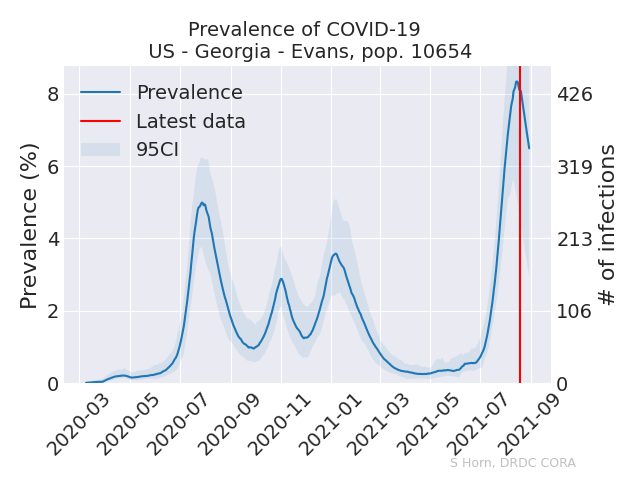 Prevalence of COVID-19
US - Georgia - Evans, pop. 10654
Prevalence
Latest data
95CI
Prevalence (%)
8
6
4
2
0
# of infections
426
319
213
106
0
2020-03
2020-05
2020-07
2020-09
2020-11
2021-01
2021-03
2021-05
2021-07
2021-09
S Horn, DRDC CORA